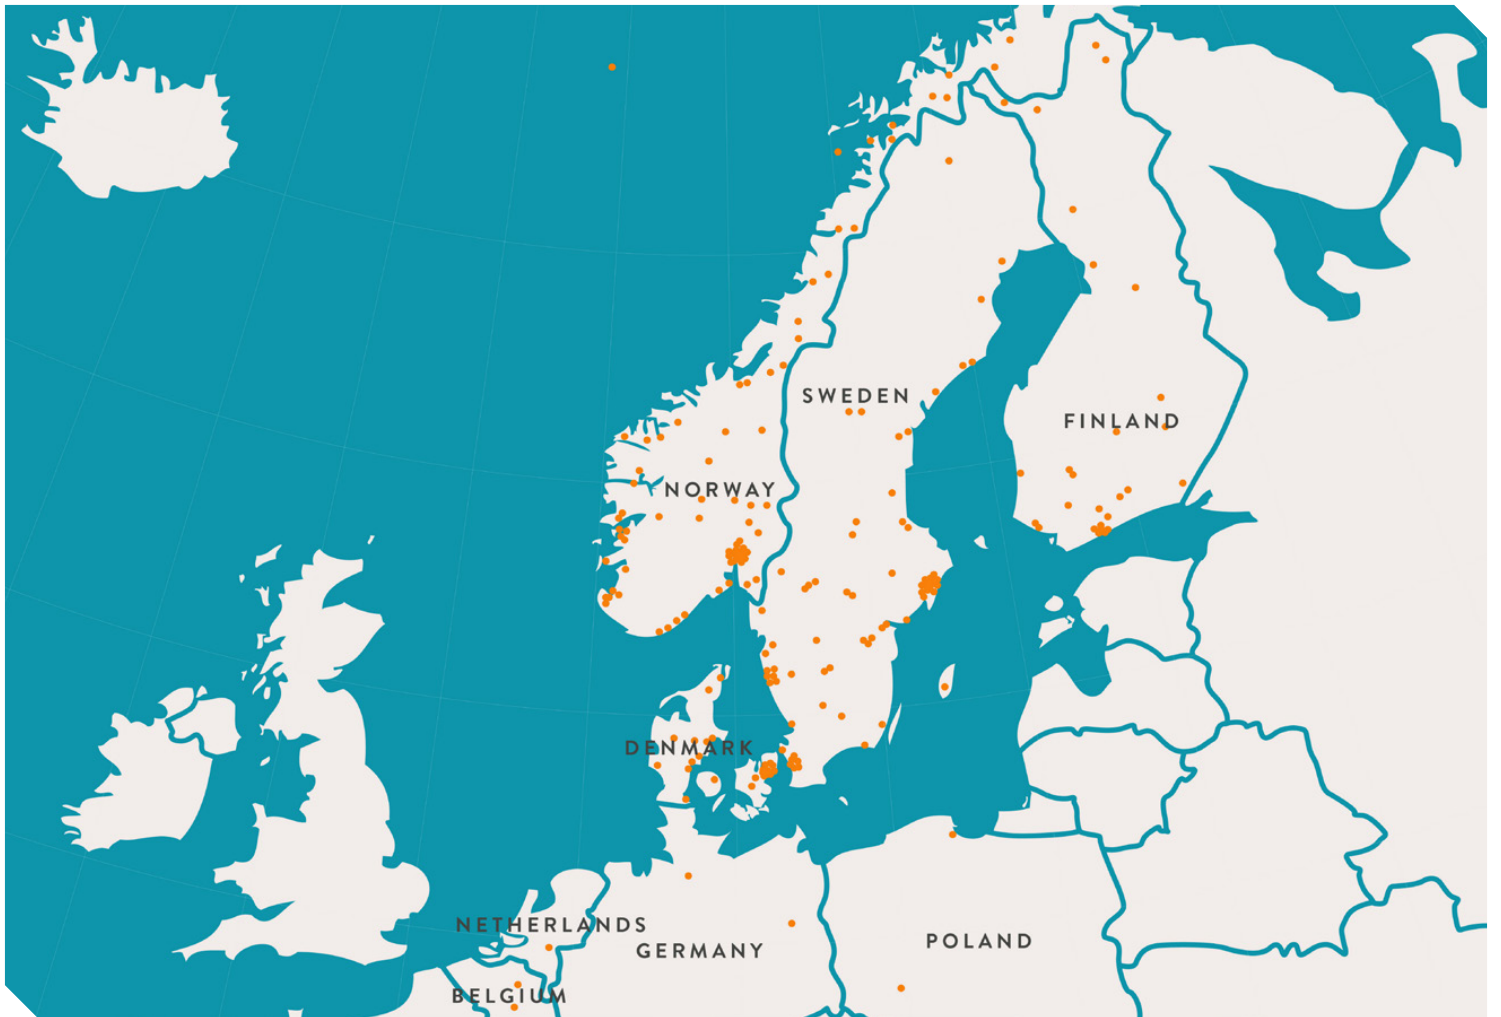 SWEDEN
FINLAND
NORWAY
DENMARK
NETHERLANDS
GERMANY
POLAND
BELGIUM